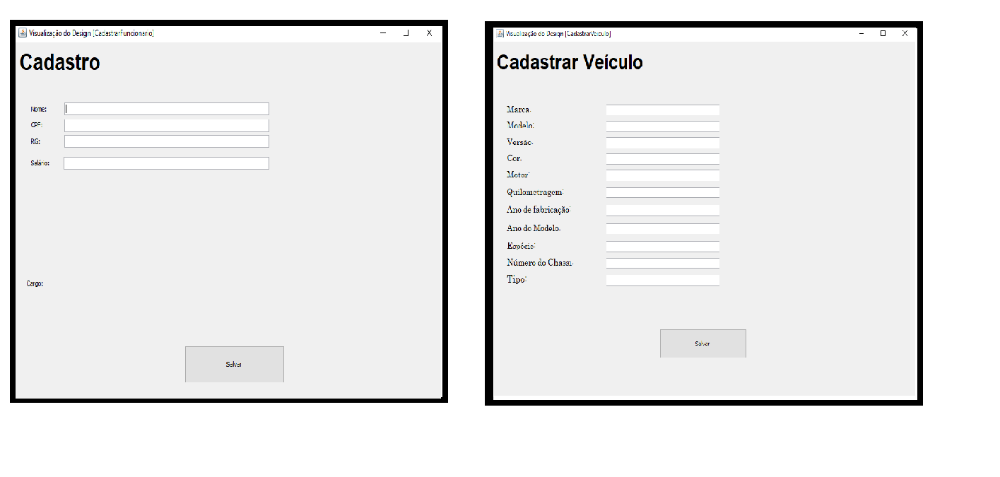 Visualização do Design [CadastrarFuncionario]
Cadastro
Nome:
CPF:
RG:
Salário:
Cargo:
Salvar
Visualização do Design [CadastrarVeiculo]
Cadastrar Veículo
Marca:
Modelo:
Versão:
Cor:
Motor:
Quilometragem:
Ano de fabricação:
Ano do Modelo:
Espécie:
Número do Chassi:
Tipo:
Salvar